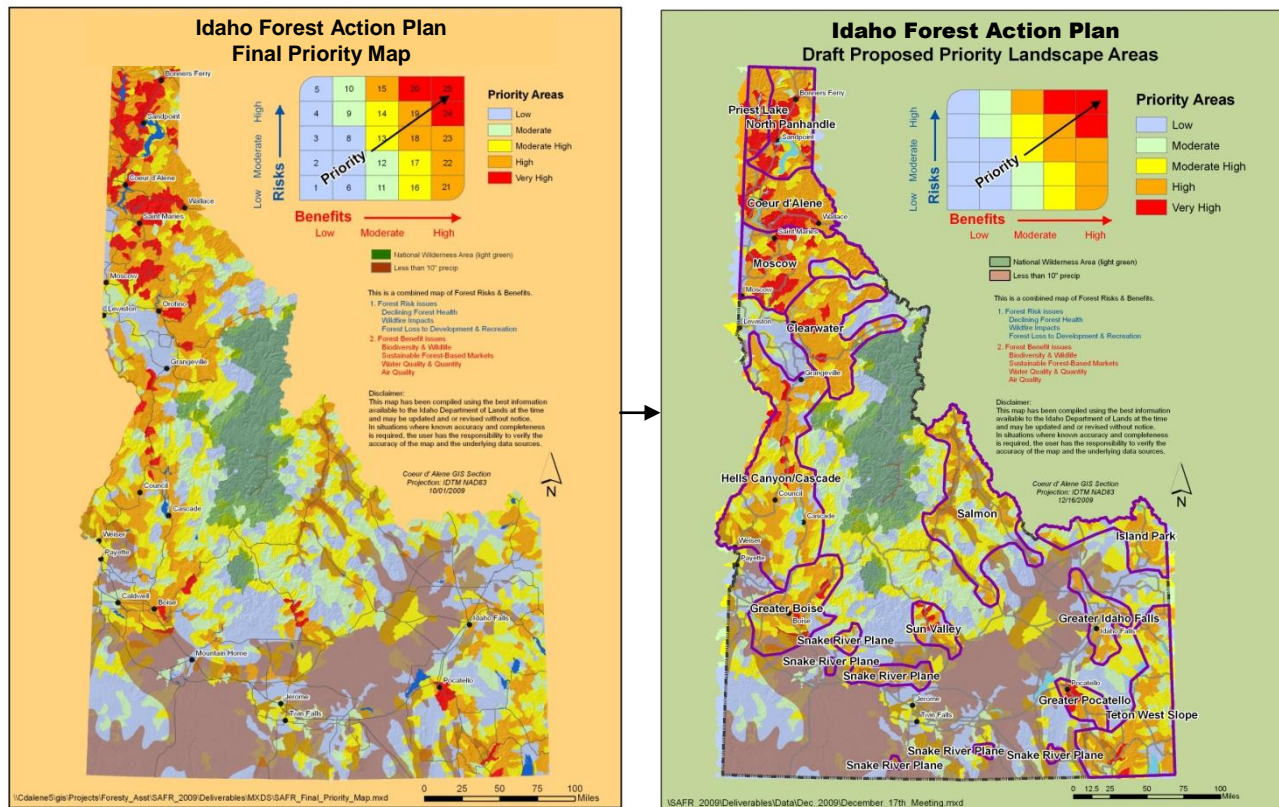 Idaho Forest Action Plan
Final Priority Map
Bonners Ferry
Sandpoint
Coeur d'Alene
Wallace
Saint Maries
Moscow
Orofino
Lewiston
Grangeville
Council
Cascade
Weiser
Payette
Caldwell
Boise
Mountain Home
Idaho Falls
Pocatello
Jerome
Twin Falls
Risks
Low Moderate High
5 10 15 20 25
4 9 14 19 24
3 8 13 18 23
2 7 12 17 22
1 6 11 16 21
Priority
Benefits
Low Moderate High
Priority Areas
Low
Moderate
Moderate High
High
Very High
National Wilderness Area (light green)
Less than 10" precip
This is a combined map of Forest Risks & Benefits.
1. Forest Risk issues
Declining Forest Health
Wildfire Impacts
Forest Loss to Development & Recreation
2. Forest Benefit issues
Biodiversity & Wildlife
Sustainable Forest-Based Markets
Water Quality & Quantity
Air Quality
Disclaimer:
This map has been compiled using the best information
available to the Idaho Department of Lands at the time
and may be updated and or revised without notice.
In situations where known accuracy and completeness
is required, the user has the responsibility to verify the
accuracy of the map and the underlying data sources.
Coeur d' Alene GIS Section
Projection: IDTM NAD83
10/01/2009
N
\\Cdalene5\gis\Projects\Foresty_Asst\SAFR_2009\Deliverables\MXDS\SAFR_Final_Priority_Map.mxd
0 25 50 75 100
Miles
Idaho Forest Action Plan
Draft Proposed Priority Landscape Areas
Bonners Ferry
Priest Lake
North Panhandle
Sandpoint
Coeur d'Alene
Wallace
Saint Maries
Moscow
Moscow
Lewiston
Clearwater
Grangeville
Hells Canyon/Cascade
Council
Cascade
Salmon
Weiser
Payette
Island Park
Greater Boise
Boise
Sun Valley
Greater Idaho Falls
Idaho Falls
Snake River Plane
Snake River Plane
Snake River Plane
Pocatello
Greater Pocatello
Jerome
Twin Falls
Teton West Slope
Snake River Plane
Snake River Plane
Snake River Plane
Risks
Low Moderate High
Priority
Benefits
Low Moderate High
Priority Areas
Low
Moderate
Moderate High
High
Very High
National Wilderness Area (light green)
Less than 10" precip
This is a combined map of Forest Risks & Benefits.
1. Forest Risk issues
Declining Forest Health
Wildfire Impacts
Forest Loss to Development & Recreation
2. Forest Benefit issues
Biodiversity & Wildlife
Sustainable Forest-Based Markets
Water Quality & Quantity
Air Quality
Disclaimer:
This map has been compiled using the best information
available to the Idaho Department of Lands at the time
and may be updated and or revised without notice.
In situations where known accuracy and completeness
is required, the user has the responsibility to verify the
accuracy of the map and the underlying data sources.
Coeur d' Alene GIS Section
Projection: IDTM NAD83
12/16/2009
N
\SAFR_2009\Deliverables\Data\Dec_2009\December_17th_Meeting.mxd
0 12.5 25 50 75 100
Miles